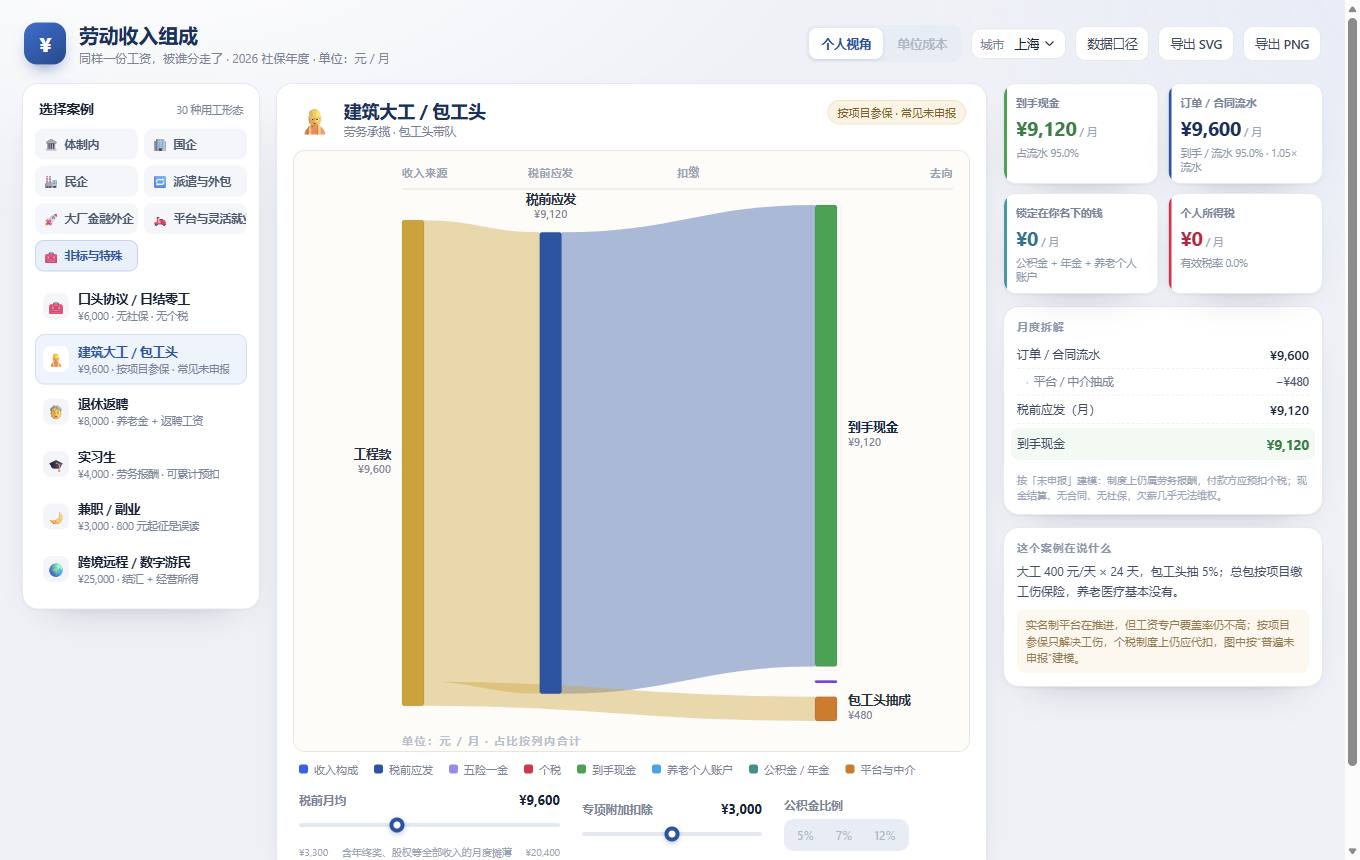 ¥
劳动收入组成
同样一份工资，被谁分走了 · 2026 社保年度 · 单位：元 / 月
个人视角
单位成本
城市
上海
数据口径
导出 SVG
导出 PNG
选择案例
30 种用工形态
体制内
国企
民企
派遣与外包
大厂金融外企
平台与灵活就业
非标与特殊
口头协议 / 日结零工
¥6,000 · 无社保 · 无个税
建筑大工 / 包工头
¥9,600 · 按项目参保 · 常见未申报
退休返聘
¥8,000 · 养老金 + 返聘工资
实习生
¥4,000 · 劳务报酬 · 可累计预扣
兼职 / 副业
¥3,000 · 800 元起征是误读
跨境远程 / 数字游民
¥25,000 · 结汇 + 经营所得
建筑大工 / 包工头
劳务承揽 · 包工头带队
按项目参保 · 常见未申报
收入来源
税前应发
扣缴
去向
税前应发
¥9,120
工程款
¥9,600
到手现金
¥9,120
包工头抽成
¥480
单位：元 / 月 · 占比按列内合计
收入构成
税前应发
五险一金
个税
到手现金
养老个人账户
公积金 / 年金
平台与中介
税前月均
¥9,600
¥3,300
含年终奖、股权等全部收入的月度摊薄
¥20,400
专项附加扣除
¥3,000
公积金比例
5%
7%
12%
到手现金
¥9,120 / 月
占流水 95.0%
订单 / 合同流水
¥9,600 / 月
到手 / 流水 95.0% · 1.05×
流水
锁定在你名下的钱
¥0 / 月
公积金 + 年金 + 养老个人
账户
个人所得税
¥0 / 月
有效税率 0.0%
月度拆解
订单 / 合同流水
¥9,600
· 平台 / 中介抽成
−¥480
税前应发（月）
¥9,120
到手现金
¥9,120
按「未申报」建模：制度上仍属劳务报酬，付款方应预扣个税；现
金结算、无合同、无社保，欠薪几乎无法维权。
这个案例在说什么
大工 400 元/天 × 24 天，包工头抽 5%；总包按项目缴
工伤保险，养老医疗基本没有。
实名制平台在推进，但工资专户覆盖率仍不高；按项目
参保只解决工伤，个税制度上仍应代扣，图中按“普遍未
申报”建模。